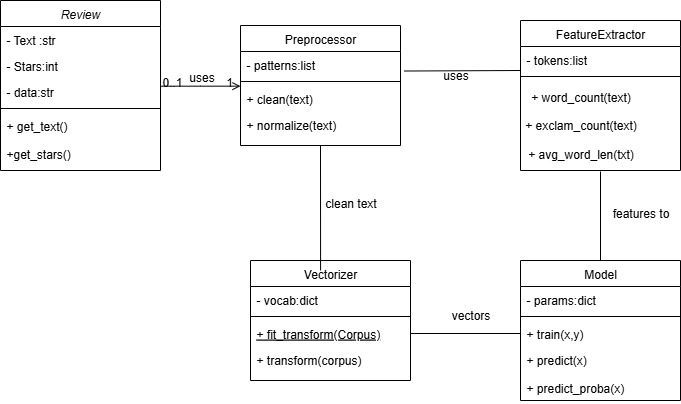 Review
- Text :str
- Stars:int
- data:str
+ get_text()
+get_stars()
0..1
uses
1
Preprocessor
- patterns:list
+ clean(text)
+ normalize(text)
uses
FeatureExtractor
- tokens:list
+ word_count(text)
+ exclam_count(text)
+ avg_word_len(txt)
clean text
features to
Vectorizer
- vocab:dict
+ fit_transform(Corpus)
+ transform(corpus)
vectors
Model
- params:dict
+ train(x,y)
+ predict(x)
+ predict_proba(x)